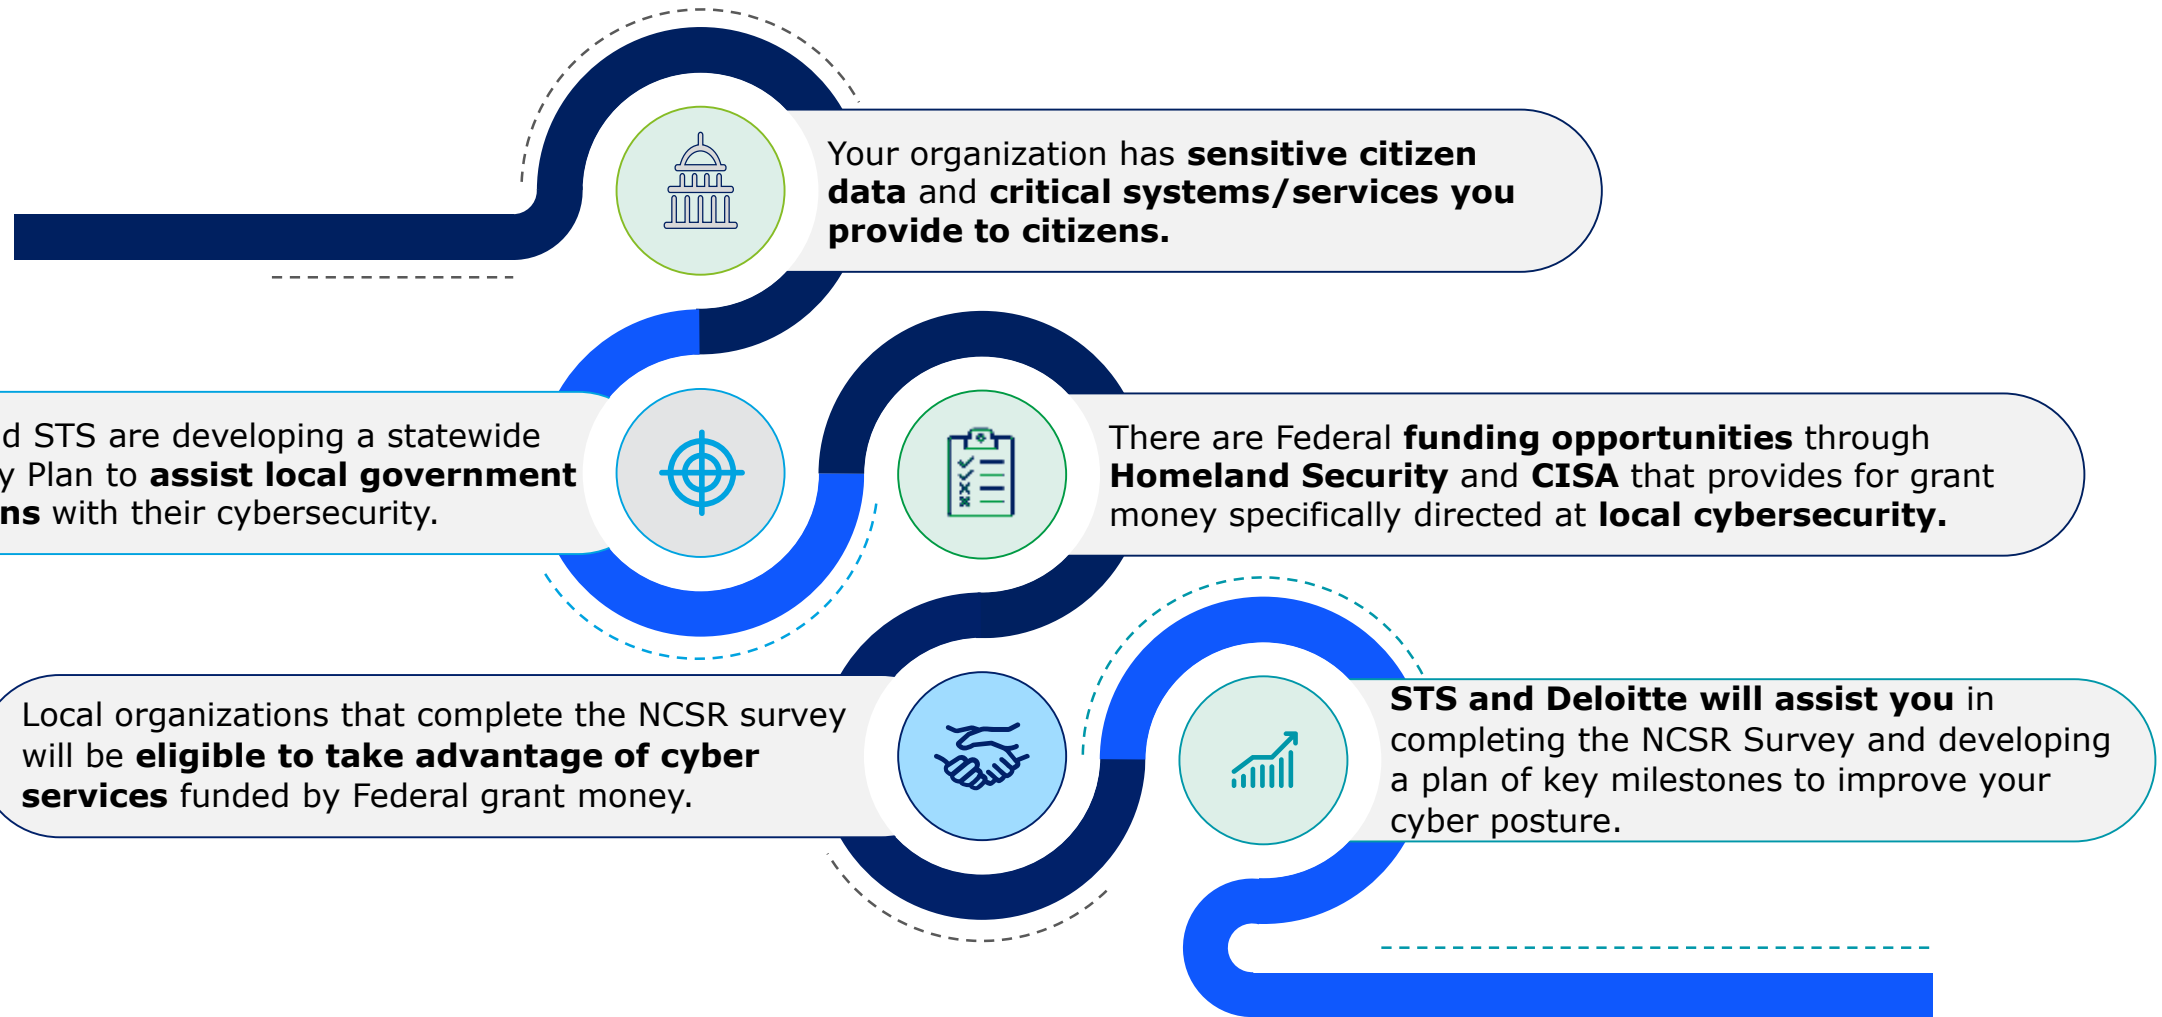 Your organization has sensitive citizen
data and critical systems/services you
provide to citizens.
d STS are developing a statewide
y Plan to assist local government
ns with their cybersecurity.
There are Federal funding opportunities through
Homeland Security and CISA that provides for grant
money specifically directed at local cybersecurity.
Local organizations that complete the NCSR survey
will be eligible to take advantage of cyber
services funded by Federal grant money.
STS and Deloitte will assist you in
completing the NCSR Survey and developing
a plan of key milestones to improve your
cyber posture.